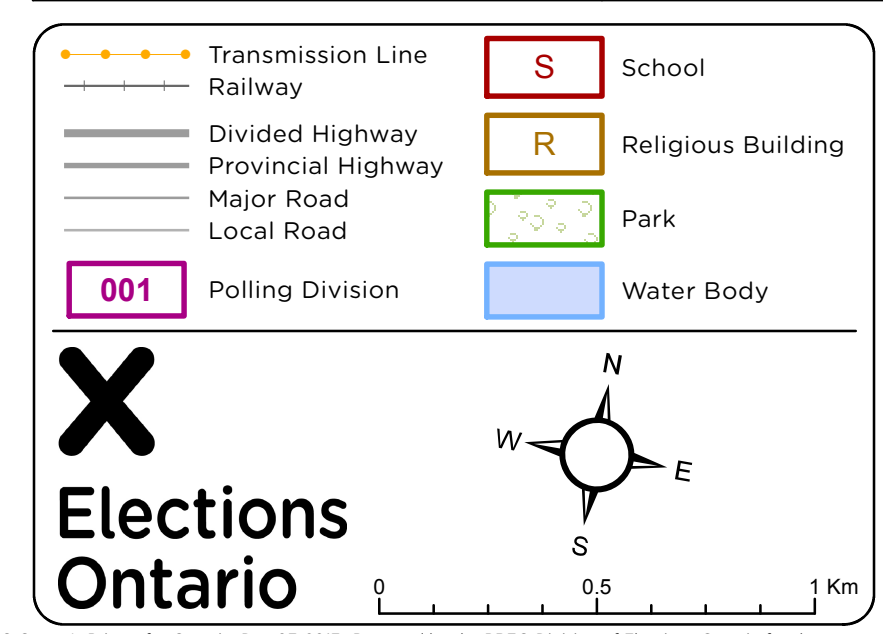 Transmission Line
Railway
Divided Highway
Provincial Highway
Major Road
Local Road
001 Polling Division
S School
R Religious Building
Park
Water Body
Elections
Ontario
N
W
E
S
0 0.5 1 Km